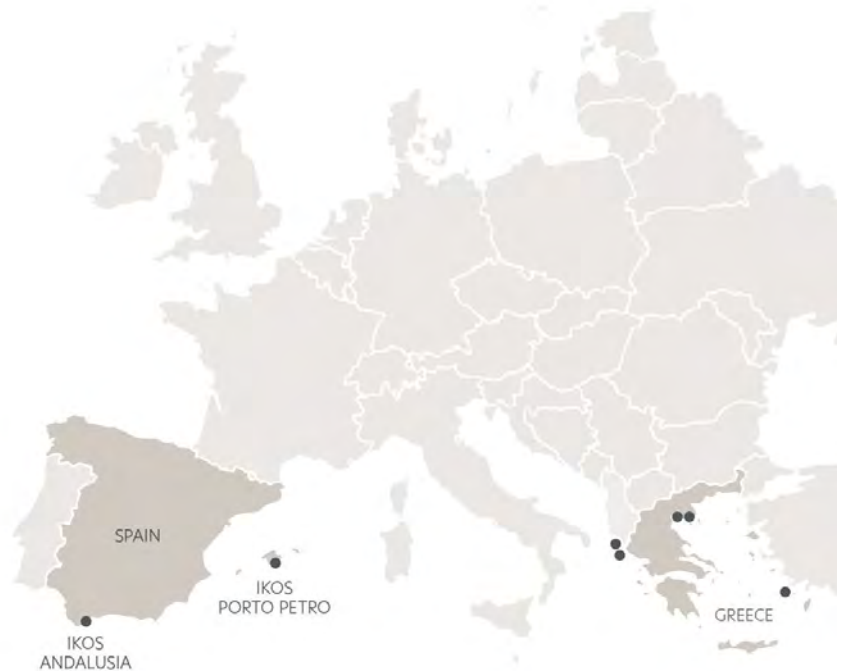 SPAIN
IKOS
PORTO PETRO
GREECE
IKOS
ANDALUSIA